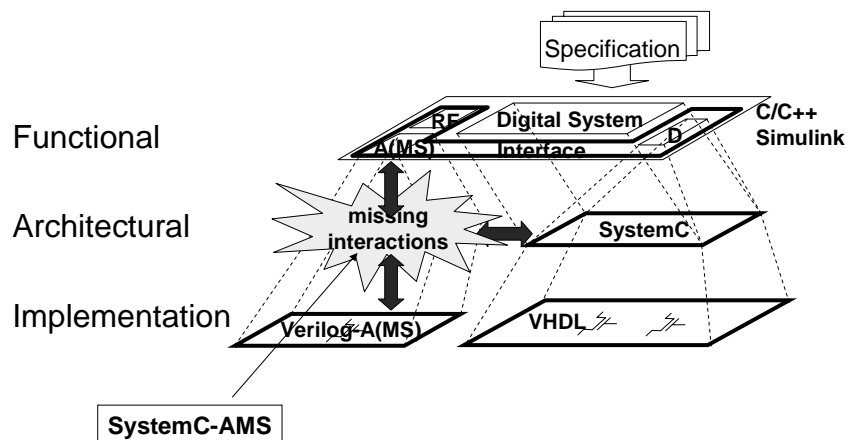 Specification
Functional
RF
Digital System
C/C++
Simulink
A(MS)
Interface
D
Architectural
missing
interactions
SystemC
Implementation
Verilog-A(MS)
VHDL
SystemC-AMS